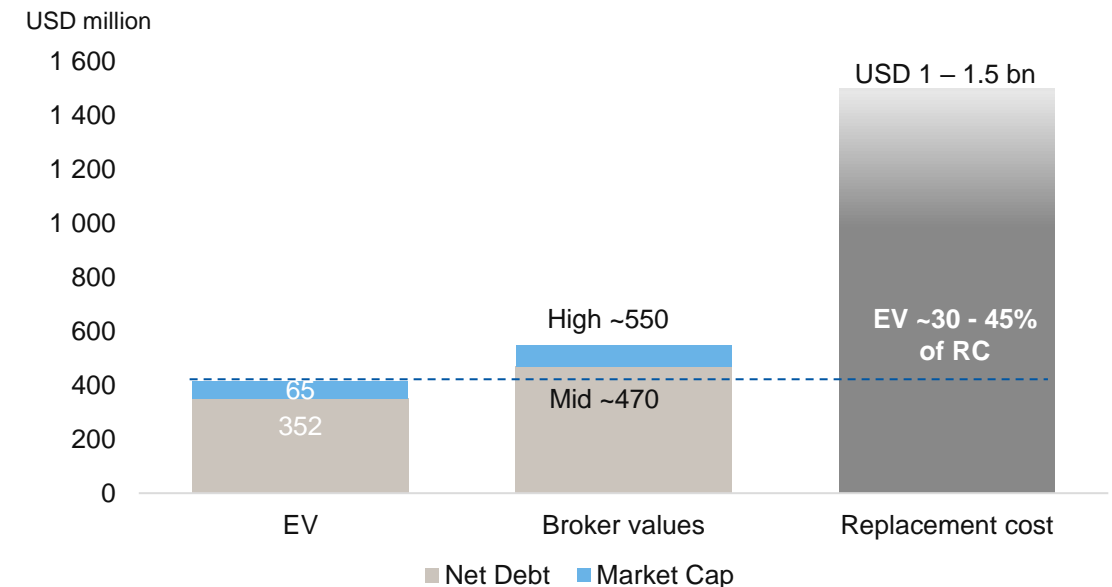 USD million
1 600
1 400
1 200
1 000
800
600
400
200
0
65
352
High ~550
Mid ~470
USD 1 – 1.5 bn
EV ~30 - 45%
of RC
EV
Broker values
Replacement cost
Net Debt
Market Cap